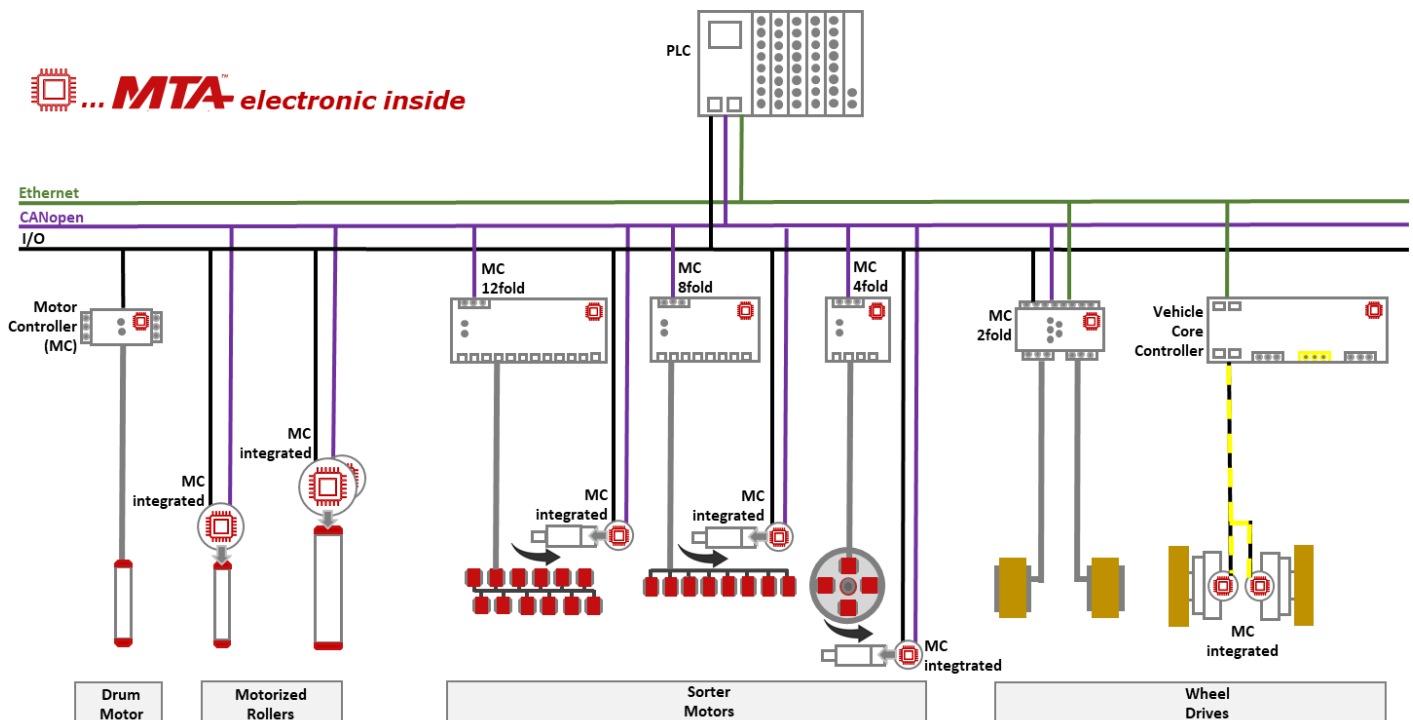 PLC
... MTA™ electronic inside
Ethernet
CANopen
I/O
Motor
Controller
(MC)
MC
integrated
MC
integrated
MC
12fold
MC
integrated
MC
8fold
MC
integrated
MC
4fold
MC
integtrated
MC
2fold
Vehicle
Core
Controller
MC
integrated
Drum
Motor
Motorized
Rollers
Sorter
Motors
Wheel
Drives